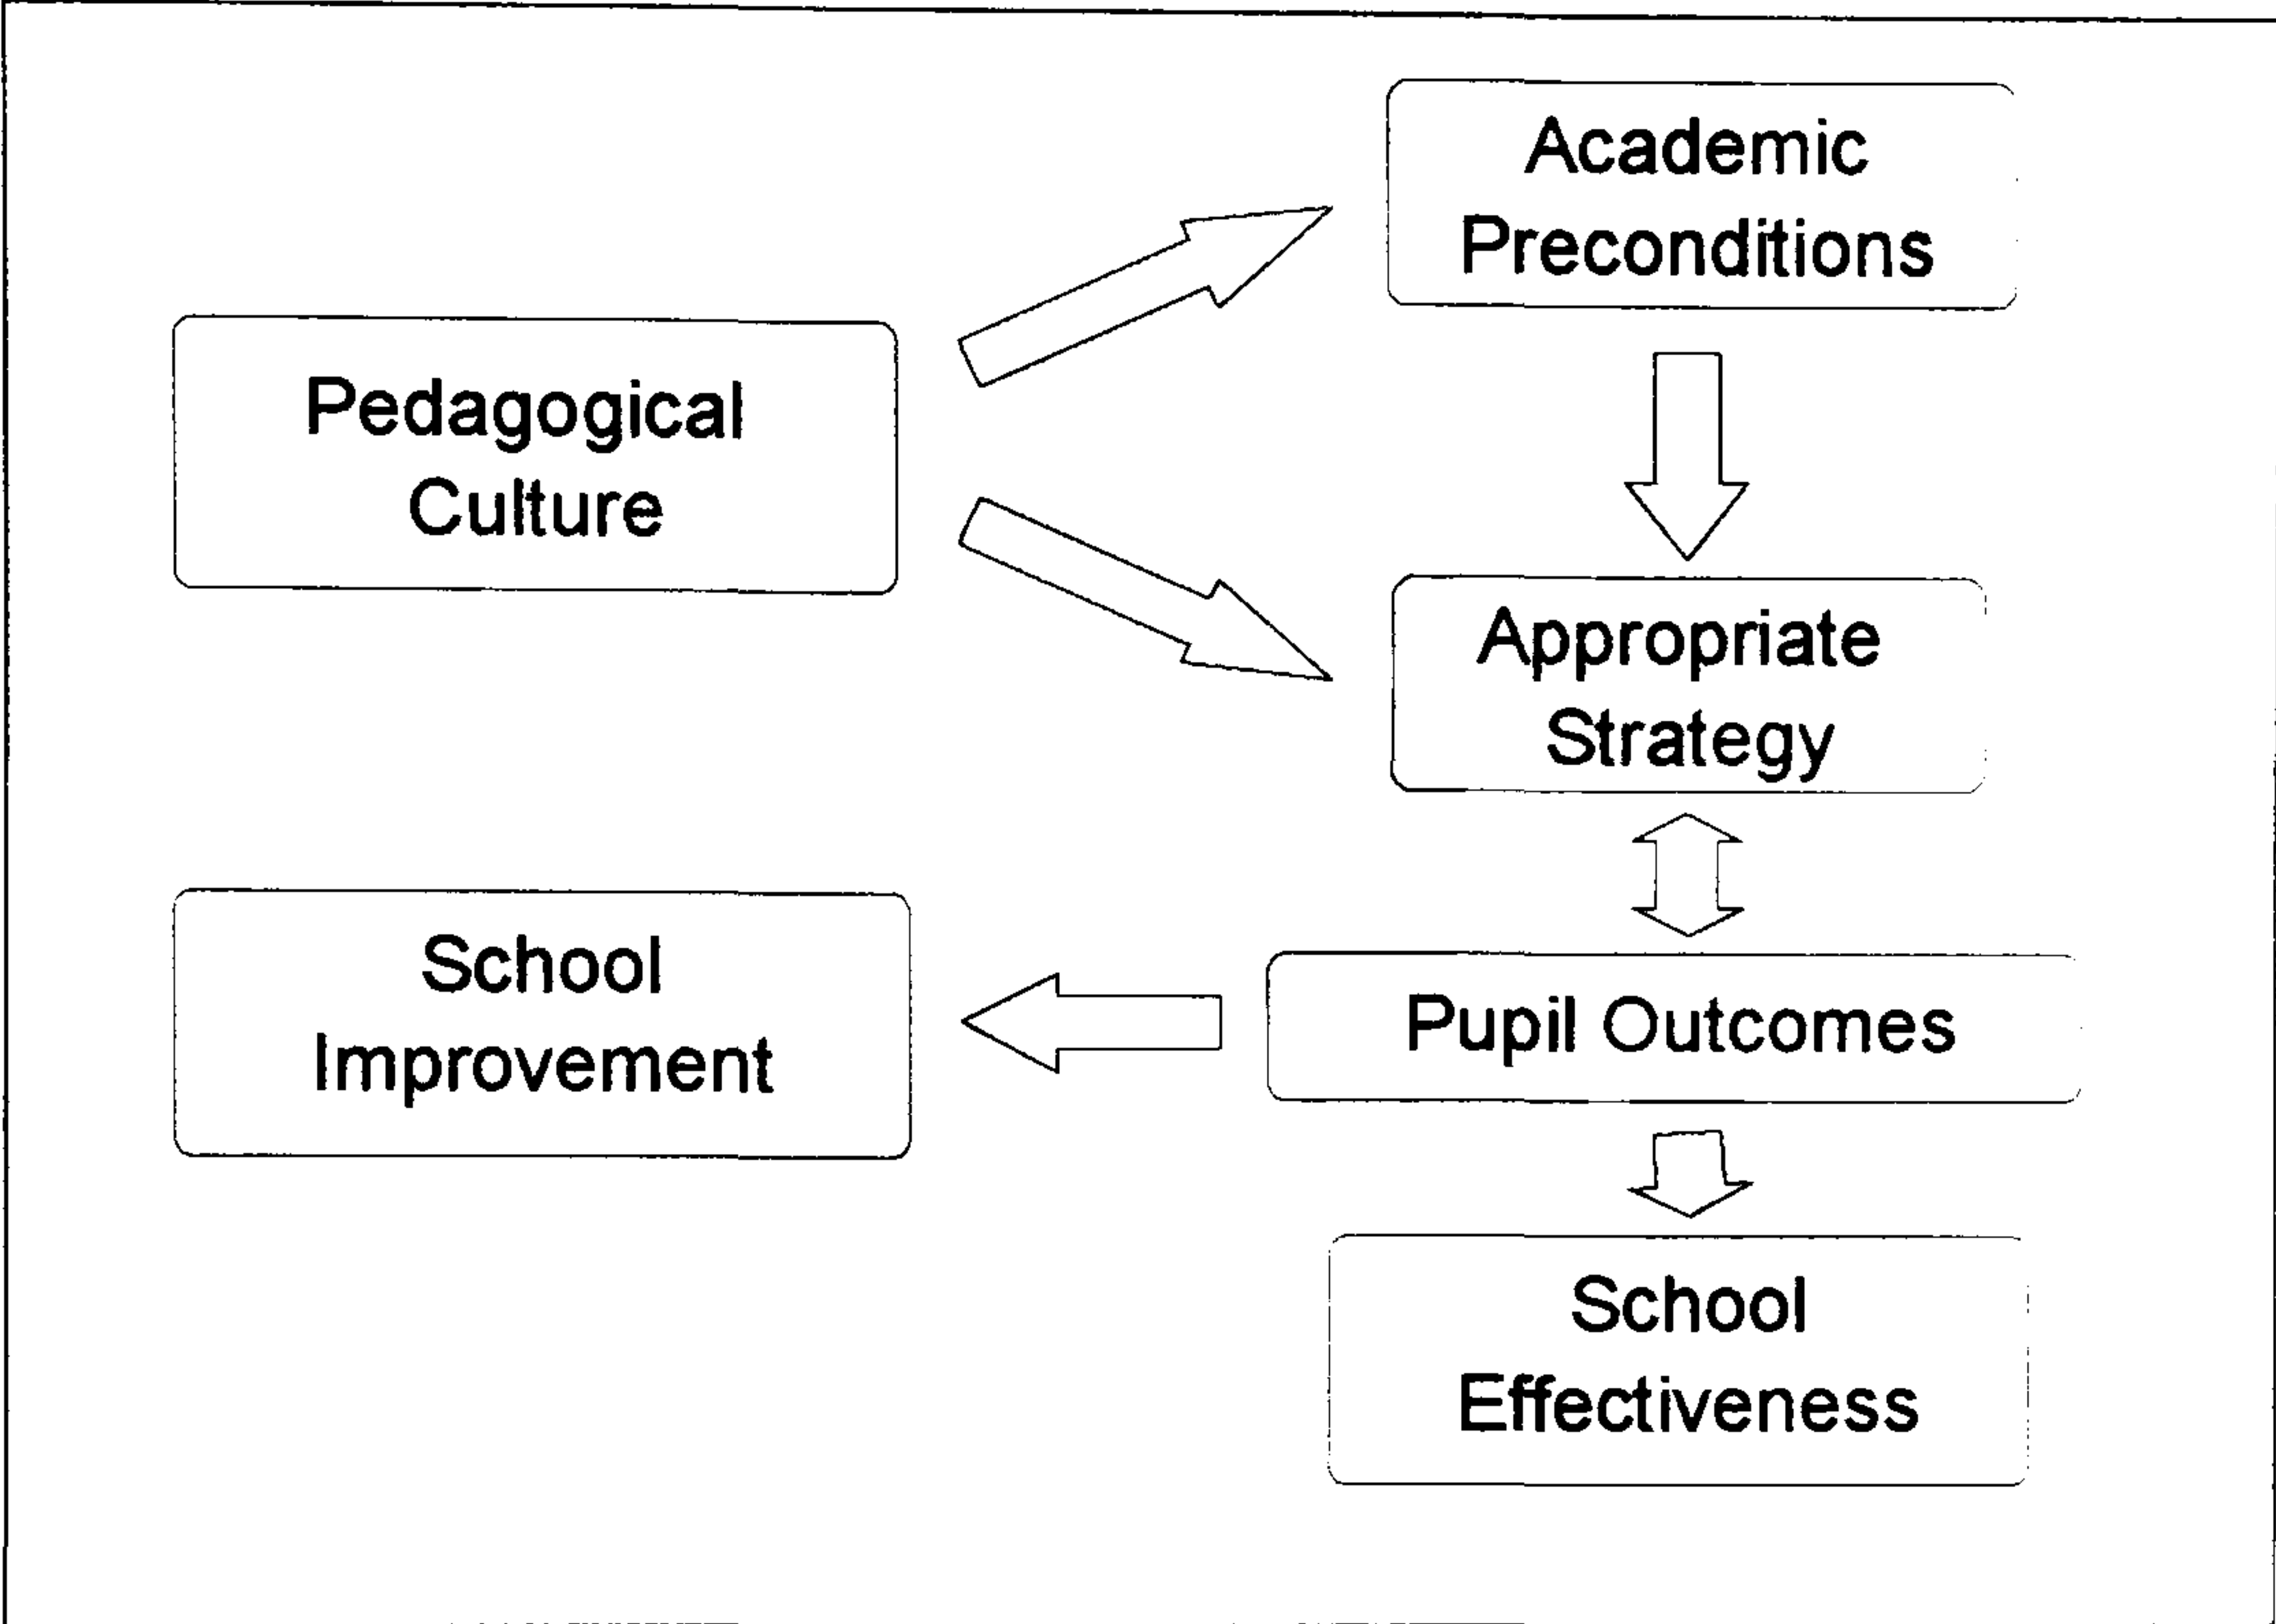 Academic
Preconditions
Pedagogical
Culture
Appropriate
Strategy
School
Improvement
Pupil Outcomes
School
Effectiveness